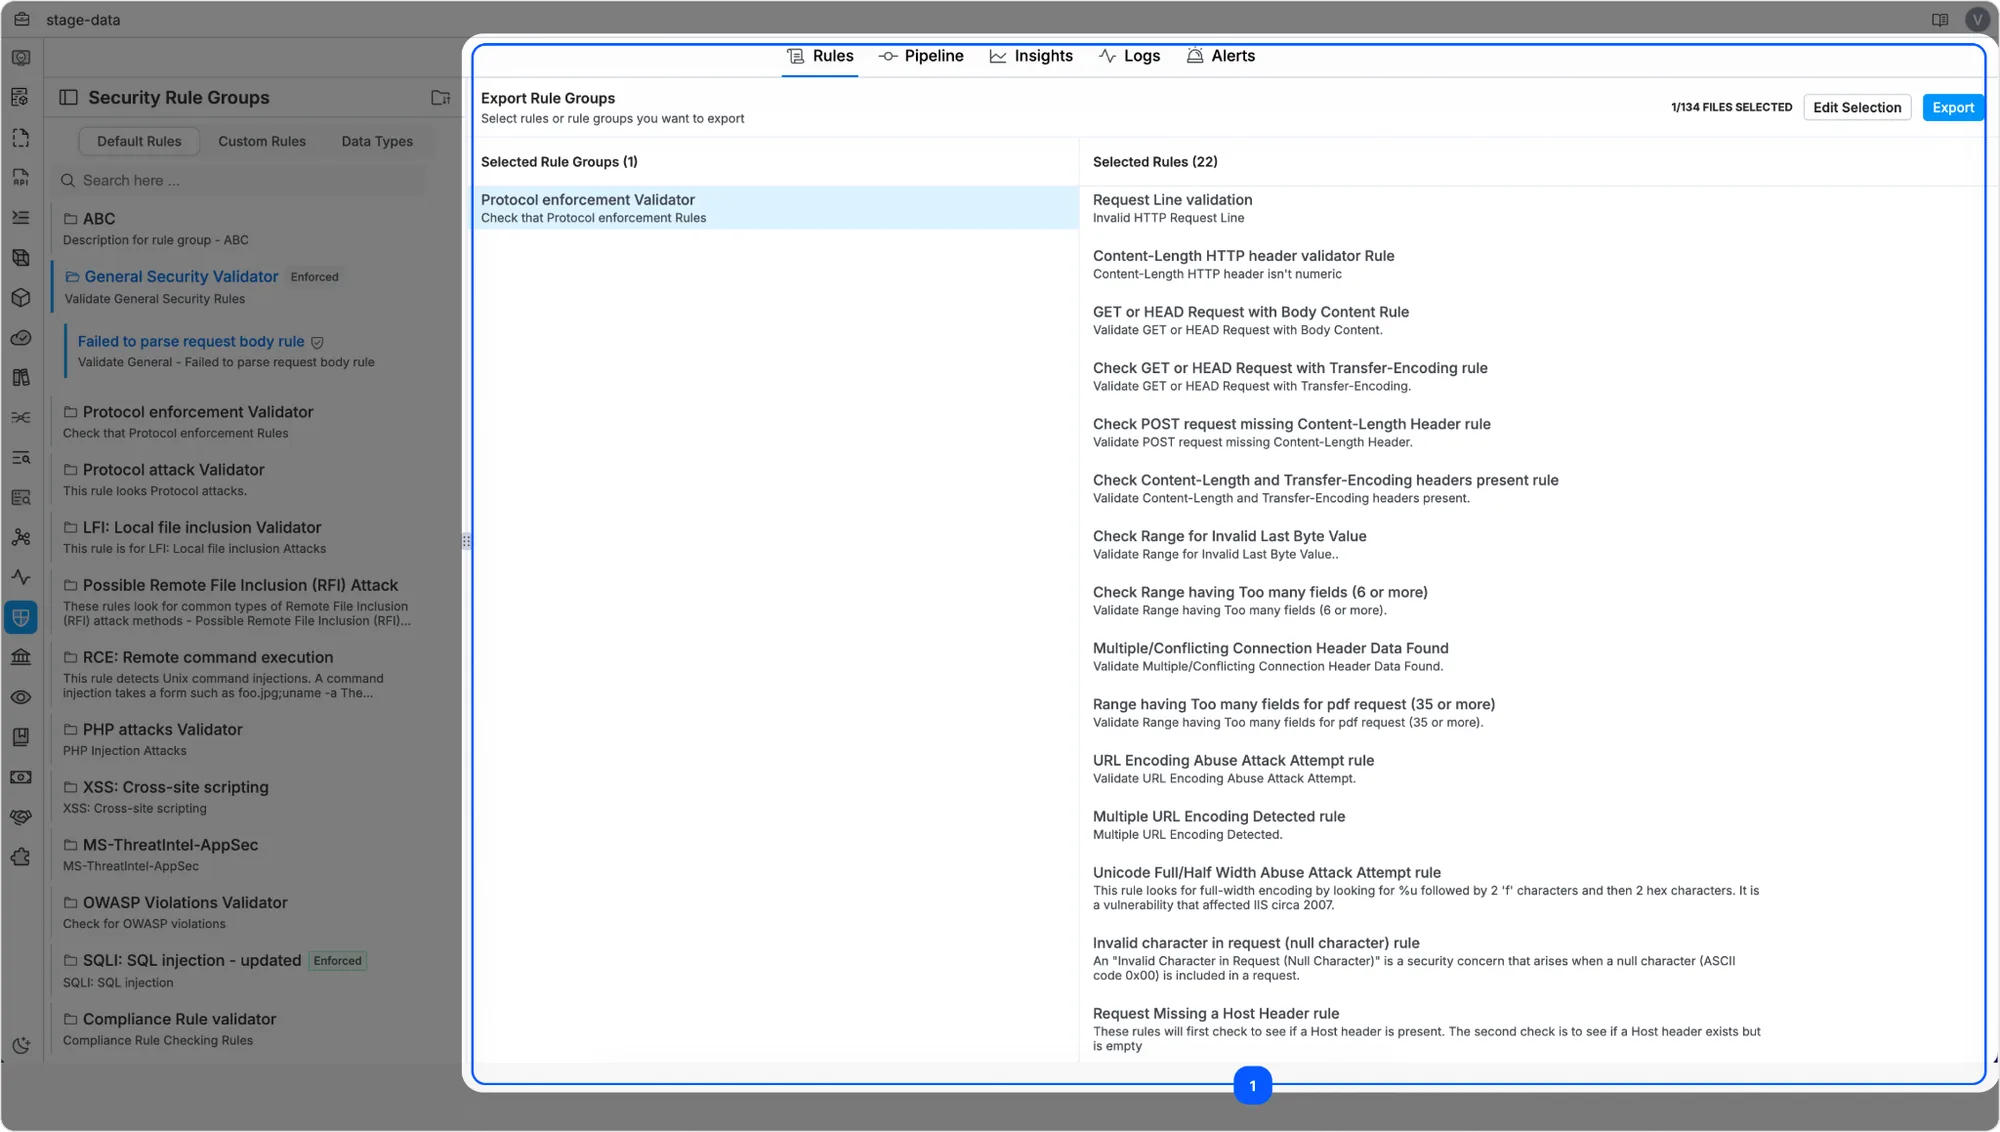 stage-data
V
Rules
Pipeline
Insights
Logs
Alerts
Security Rule Groups
Default Rules
Custom Rules
Data Types
Search here ...
ABC
Description for rule group - ABC
General Security Validator
Enforced
Validate General Security Rules
Failed to parse request body rule
Validate General - Failed to parse request body rule
Protocol enforcement Validator
Check that Protocol enforcement Rules
Protocol attack Validator
This rule looks Protocol attacks.
LFI: Local file inclusion Validator
This rule is for LFI: Local file inclusion Attacks
Possible Remote File Inclusion (RFI) Attack
These rules look for common types of Remote File Inclusion
(RFI) attack methods - Possible Remote File Inclusion (RFI)...
RCE: Remote command execution
This rule detects Unix command injections. A command
injection takes a form such as foo.jpg;uname -a The...
PHP attacks Validator
PHP Injection Attacks
XSS: Cross-site scripting
XSS: Cross-site scripting
MS-ThreatIntel-AppSec
MS-ThreatIntel-AppSec
OWASP Violations Validator
Check for OWASP violations
SQLI: SQL injection - updated
Enforced
SQLI: SQL injection
Compliance Rule validator
Compliance Rule Checking Rules
Export Rule Groups
Select rules or rule groups you want to export
1/134 FILES SELECTED
Edit Selection
Export
Selected Rule Groups (1)
Protocol enforcement Validator
Check that Protocol enforcement Rules
Selected Rules (22)
Request Line validation
Invalid HTTP Request Line
Content-Length HTTP header validator Rule
Content-Length HTTP header isn't numeric
GET or HEAD Request with Body Content Rule
Validate GET or HEAD Request with Body Content.
Check GET or HEAD Request with Transfer-Encoding rule
Validate GET or HEAD Request with Transfer-Encoding.
Check POST request missing Content-Length Header rule
Validate POST request missing Content-Length Header.
Check Content-Length and Transfer-Encoding headers present rule
Validate Content-Length and Transfer-Encoding headers present.
Check Range for Invalid Last Byte Value
Validate Range for Invalid Last Byte Value..
Check Range having Too many fields (6 or more)
Validate Range having Too many fields (6 or more).
Multiple/Conflicting Connection Header Data Found
Validate Multiple/Conflicting Connection Header Data Found.
Range having Too many fields for pdf request (35 or more)
Validate Range having Too many fields for pdf request (35 or more).
URL Encoding Abuse Attack Attempt rule
Validate URL Encoding Abuse Attack Attempt.
Multiple URL Encoding Detected rule
Multiple URL Encoding Detected.
Unicode Full/Half Width Abuse Attack Attempt rule
This rule looks for full-width encoding by looking for %u followed by 2 'f' characters and then 2 hex characters. It is
a vulnerability that affected IIS circa 2007.
Invalid character in request (null character) rule
An "Invalid Character in Request (Null Character)" is a security concern that arises when a null character (ASCII
code 0x00) is included in a request.
Request Missing a Host Header rule
These rules will first check to see if a Host header is present. The second check is to see if a Host header exists but
is empty
1